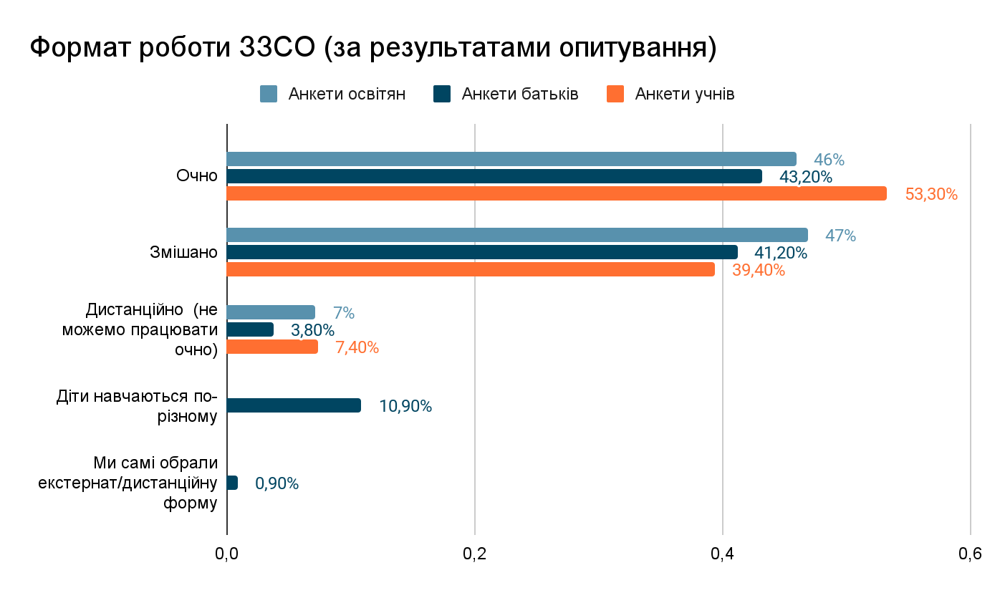 Формат роботи ЗЗСО (за результатами опитування)
Анкети освітян
Анкети батьків
Анкети учнів
Очно
46%
43,20%
53,30%
Змішано
47%
41,20%
39,40%
Дистанційно (не
можемо працювати
очно)
7%
3,80%
7,40%
Діти навчаються по-
різному
10,90%
Ми самі обрали
екстернат/дистанційну
форму
0,90%
0,0
0,2
0,4
0,6